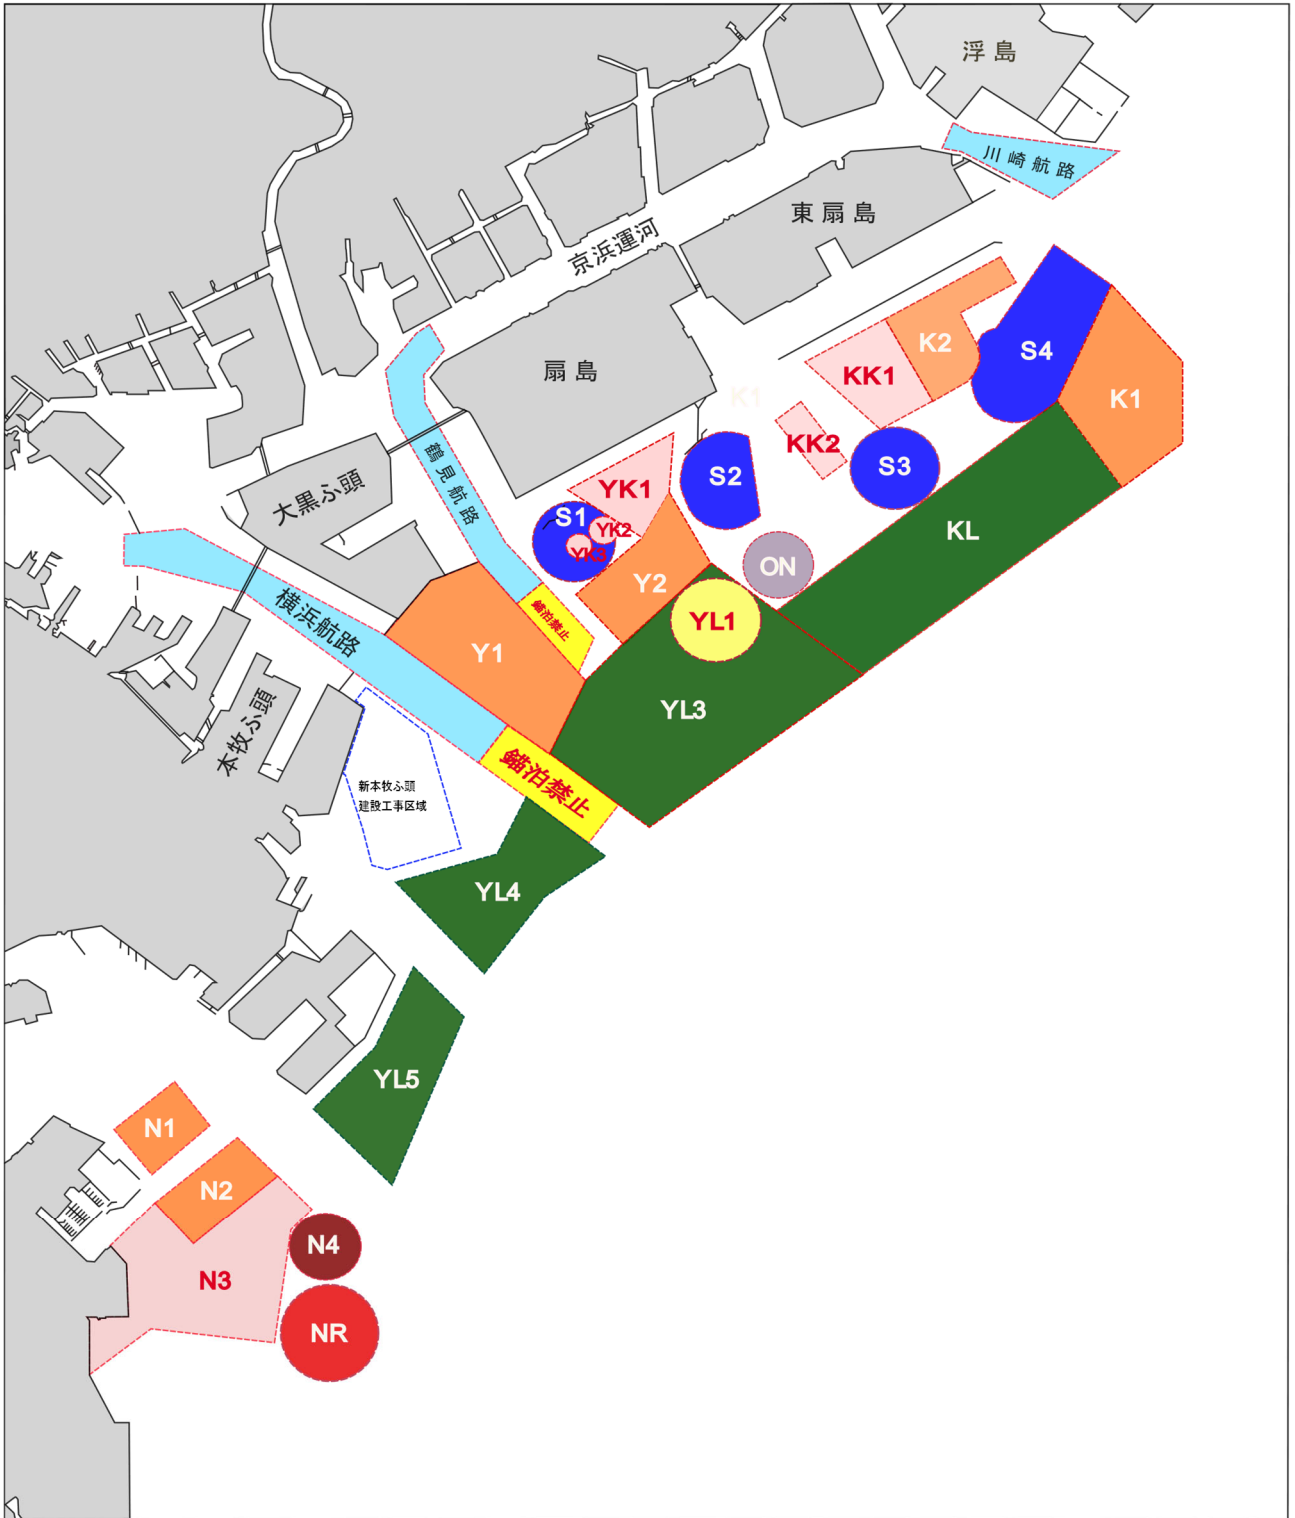 浮島
川崎航路
東扇島
京浜運河
K2
S4
扇島
KK1
K1
K1
鶴見航路
KK2
S2
S3
大黒ふ頭
YK1
S1
YK2
YK3
KL
ON
Y2
横浜航路
錨泊禁止
YL1
Y1
YL3
本牧ふ頭
錨泊禁止
新本牧ふ頭
建設工事区域
YL4
YL5
N1
N2
N4
N3
NR